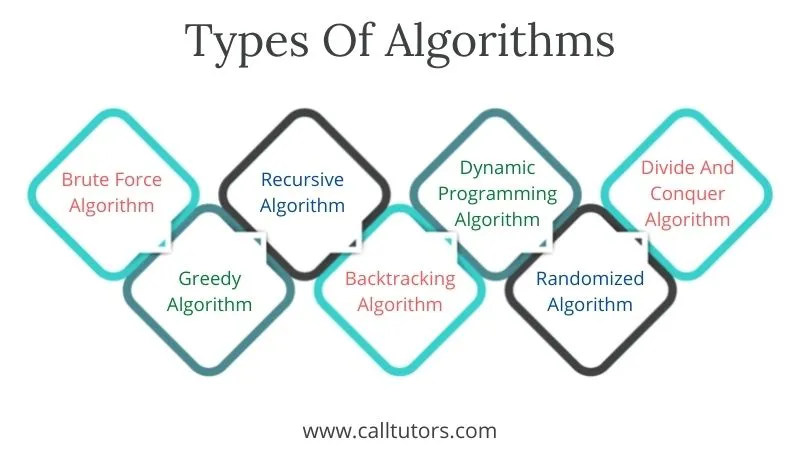 Types Of Algorithms
Brute Force
Algorithm
Greedy
Algorithm
Recursive
Algorithm
Backtracking
Algorithm
Dynamic
Programming
Algorithm
Randomized
Algorithm
Divide And
Conquer
Algorithm
www.calltutors.com